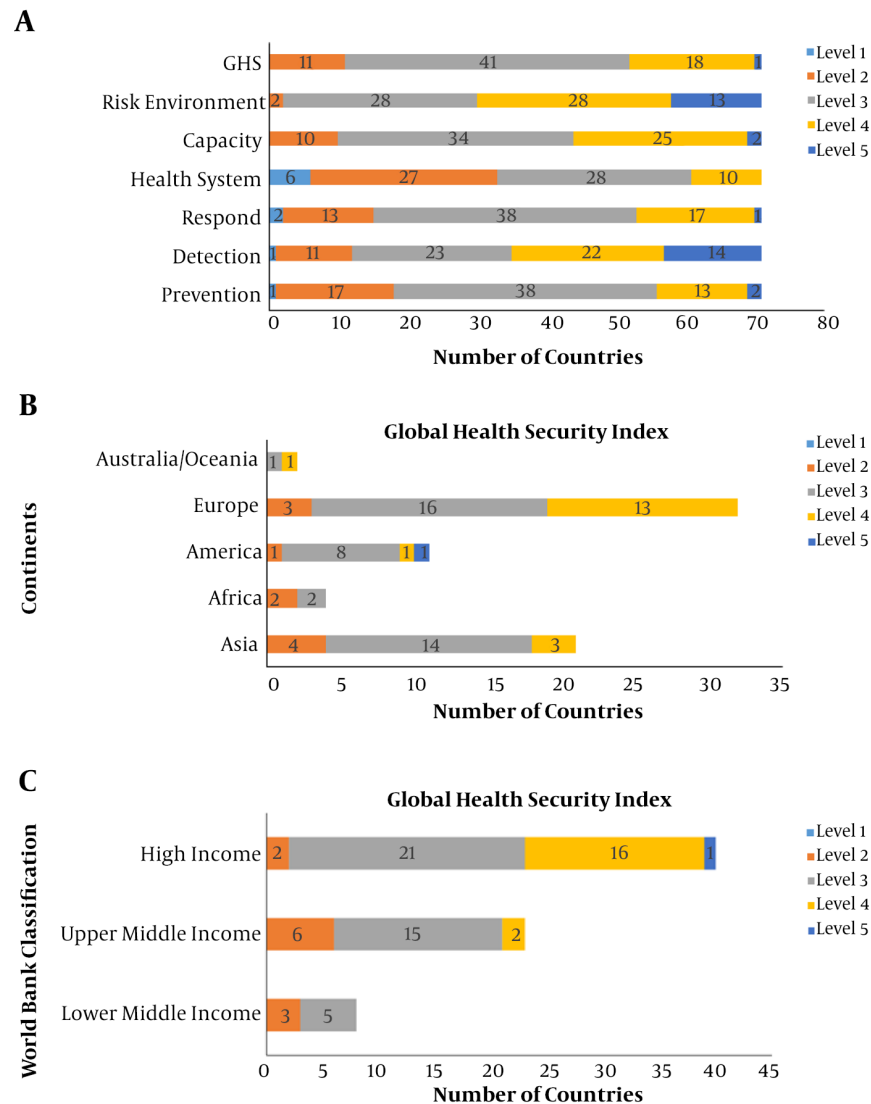 A
GHS 11 41 18 1
Risk Environment 2 28 28 13
Capacity 10 34 25 2
Health System 6 27 28 10
Respond 2 13 38 17 1
Detection 1 11 23 22 14
Prevention 1 17 38 13 2
0 10 20 30 40 50 60 70 80
Number of Countries
Level 1
Level 2
Level 3
Level 4
Level 5
B
Global Health Security Index
Continents
Australia/Oceania 1 1
Europe 3 16 13
America 1 8 1 1
Africa 2 2
Asia 4 14 3
0 5 10 15 20 25 30 35
Number of Countries
Level 1
Level 2
Level 3
Level 4
Level 5
C
Global Health Security Index
World Bank Classification
High Income 2 21 16 1
Upper Middle Income 6 15 2
Lower Middle Income 3 5
0 5 10 15 20 25 30 35 40 45
Number of Countries
Level 1
Level 2
Level 3
Level 4
Level 5